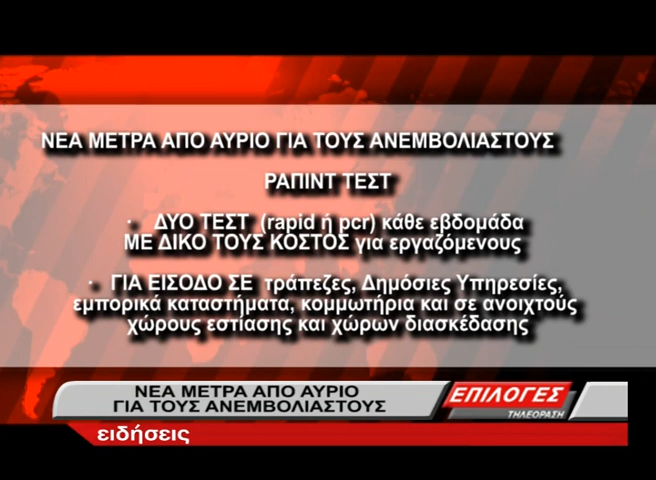 ΝΕΑ ΜΕΤΡΑ ΑΠΟ ΑΥΡΙΟ ΓΙΑ ΤΟΥΣ ΑΝΕΜΒΟΛΙΑΣΤΟΥΣ
ΡΑΠΙΝΤ ΤΕΣΤ
· ΔΥΟ ΤΕΣΤ (rapid ή pcr) κάθε εβδομάδα
ΜΕ ΔΙΚΟ ΤΟΥΣ ΚΟΣΤΟΣ για εργαζόμενους
· ΓΙΑ ΕΙΣΟΔΟ ΣΕ τράπεζες, Δημόσιες Υπηρεσίες,
εμπορικά καταστήματα, κομμωτήρια και σε ανοιχτούς
χώρους εστίασης και χώρων διασκέδασης
ΝΕΑ ΜΕΤΡΑ ΑΠΟ ΑΥΡΙΟ
ΓΙΑ ΤΟΥΣ ΑΝΕΜΒΟΛΙΑΣΤΟΥΣ
ΕΠΙΛΟΓΕΣ
ΤΗΛΕΟΡΑΣΗ
ειδήσεις